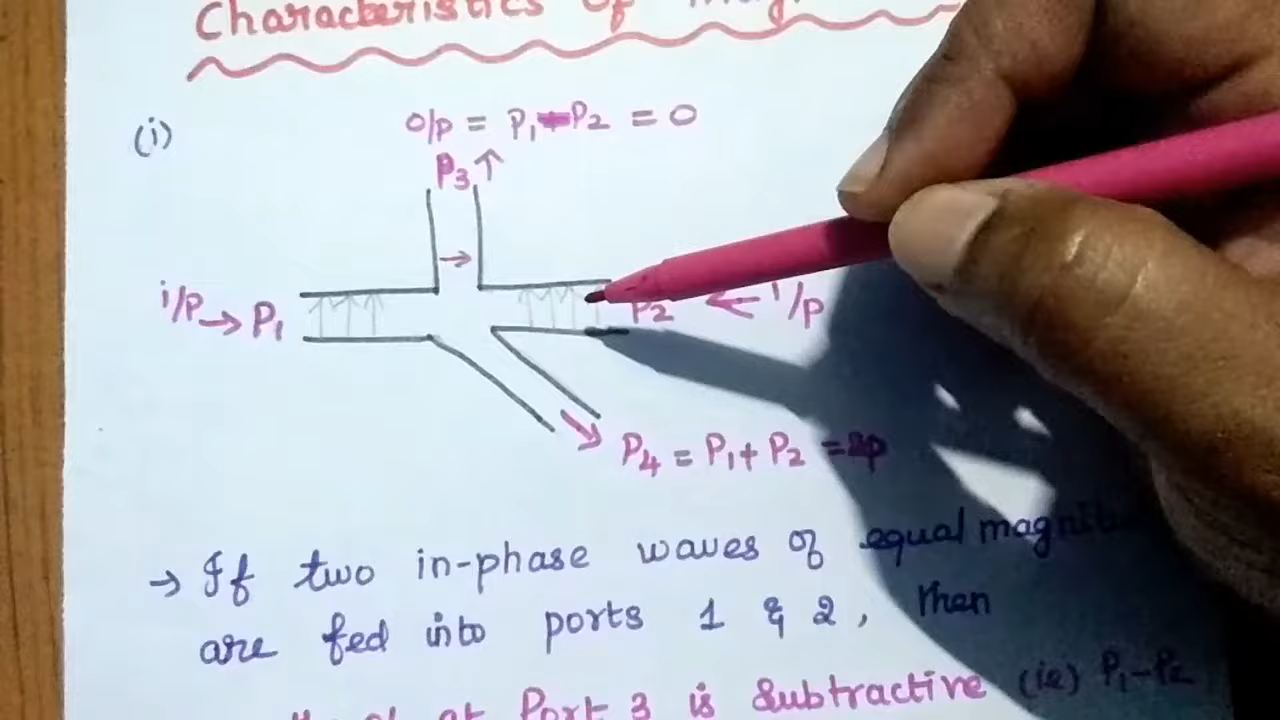 Characteristics of
(i)
O/p = P1-P2 = 0
P3 ↑
i/p → P1
P2 ← i/p
P4 = P1 + P2 = 2p
→ If two in-phase waves of equal
are fed into ports 1 & 2, then
at Port 3 is Subtractive (ie) P1-P2